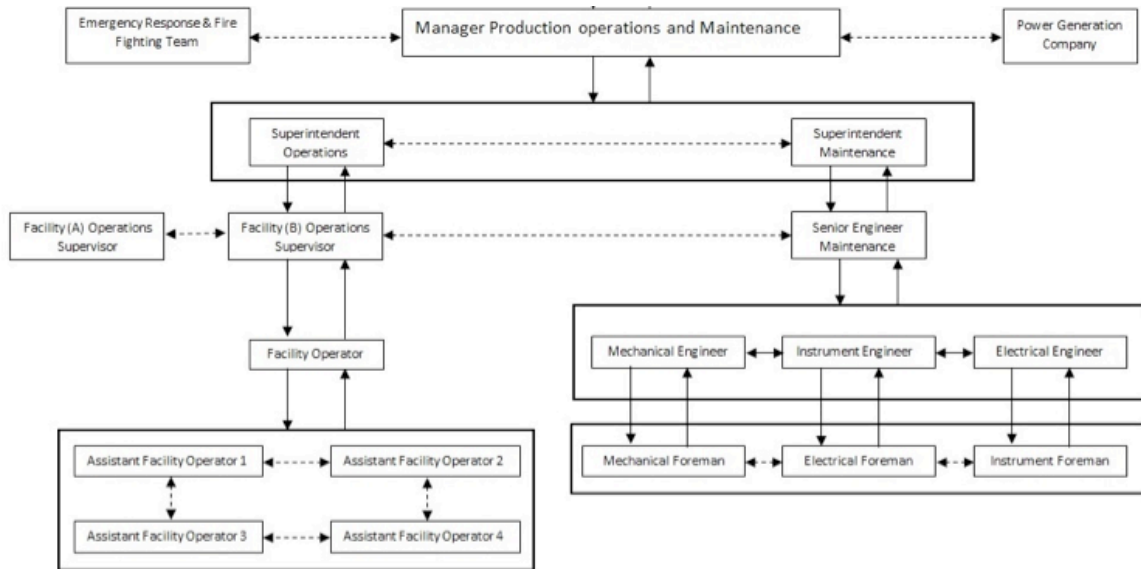 Emergency Response & Fire
Fighting Team
Manager Production operations and Maintenance
Power Generation
Company
Superintendent
Operations
Superintendent
Maintenance
Facility (A) Operations
Supervisor
Facility (B) Operations
Supervisor
Senior Engineer
Maintenance
Facility Operator
Mechanical Engineer
Instrument Engineer
Electrical Engineer
Assistant Facility Operator 1
Assistant Facility Operator 2
Mechanical Foreman
Electrical Foreman
Instrument Foreman
Assistant Facility Operator 3
Assistant Facility Operator 4